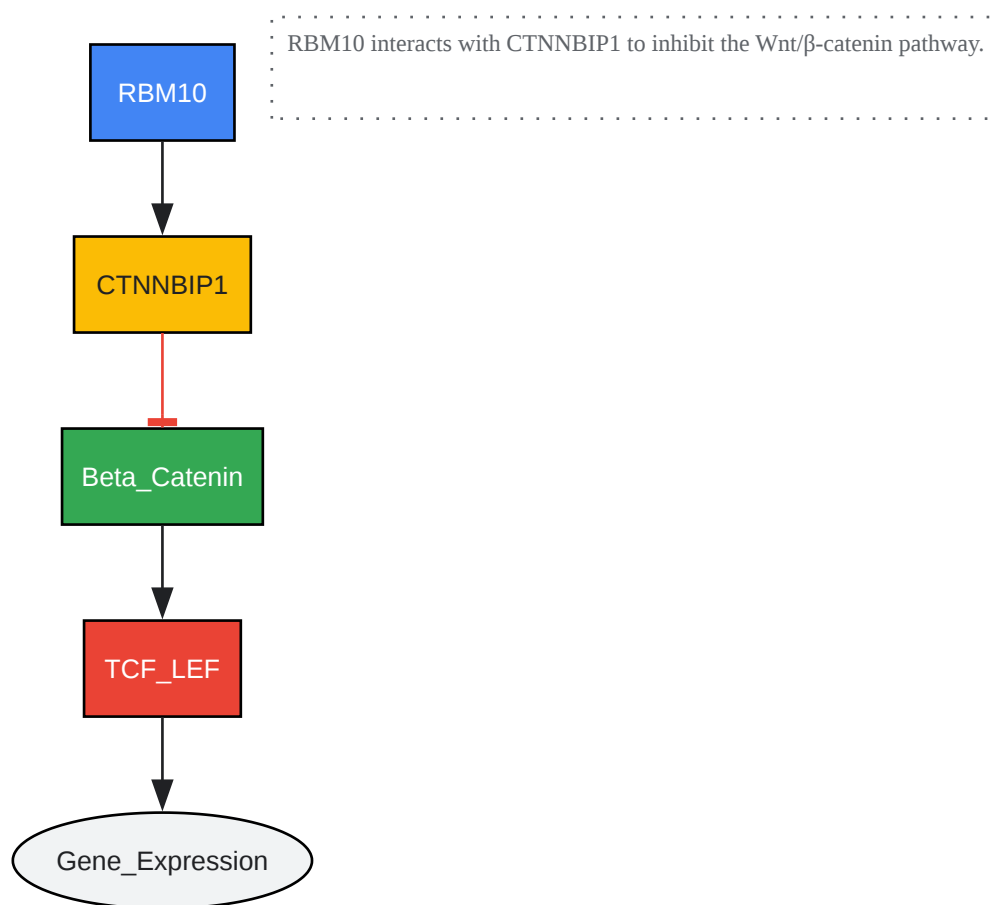 RBM10 interacts with CTNNBIP1 to inhibit the Wnt/β-catenin pathway.
RBM10
CTNNBIP1
Beta_Catenin
TCF_LEF
Gene_Expression